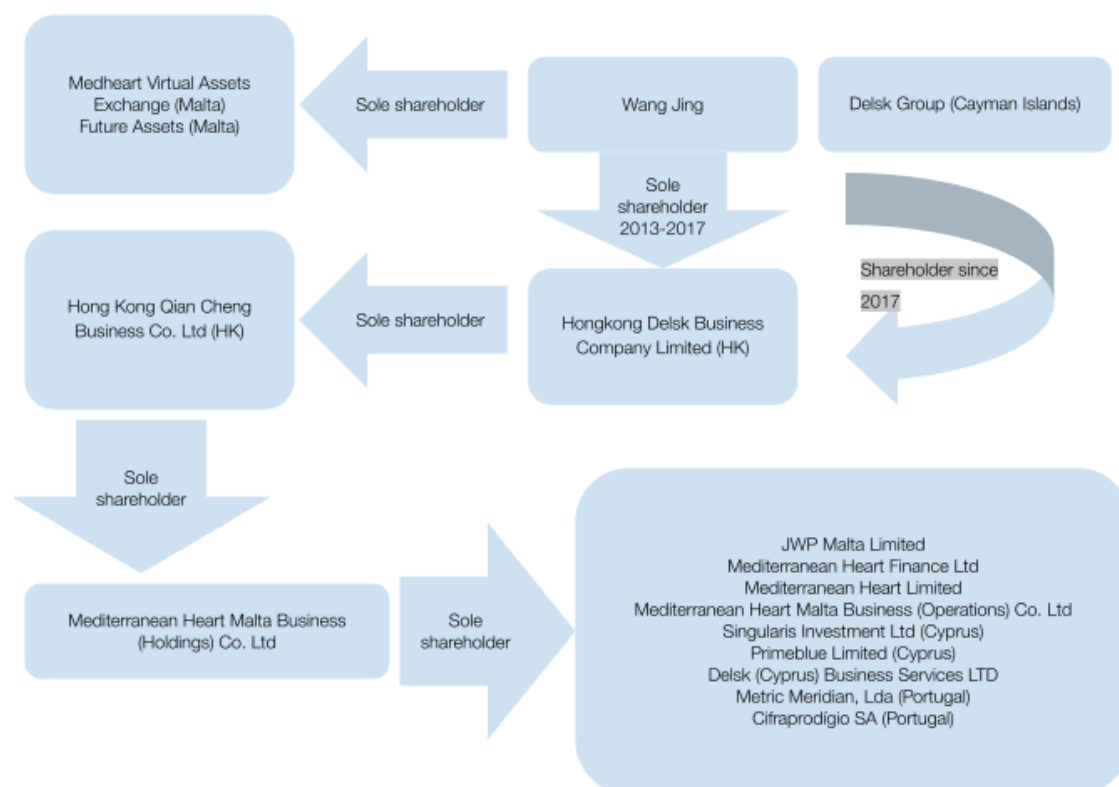 Medheart Virtual Assets
Exchange (Malta)
Future Assets (Malta)
Sole shareholder
Wang Jing
Delsk Group (Cayman Islands)
Sole
shareholder
2013-2017
Shareholder since
2017
Hong Kong Qian Cheng
Business Co. Ltd (HK)
Sole shareholder
Hongkong Delsk Business
Company Limited (HK)
Sole
shareholder
Mediterranean Heart Malta Business
(Holdings) Co. Ltd
Sole
shareholder
JWP Malta Limited
Mediterranean Heart Finance Ltd
Mediterranean Heart Limited
Mediterranean Heart Malta Business (Operations) Co. Ltd
Singularis Investment Ltd (Cyprus)
Primeblue Limited (Cyprus)
Delsk (Cyprus) Business Services LTD
Metric Meridian, Lda (Portugal)
Cifraprodígio SA (Portugal)